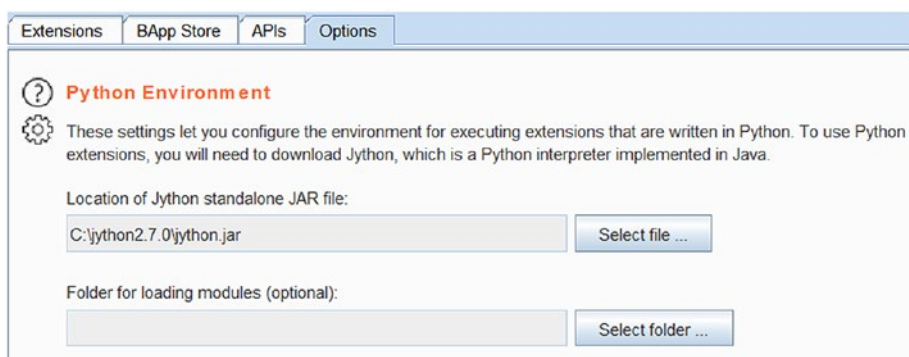 Extensions BApp Store APIs Options
Python Environment
These settings let you configure the environment for executing extensions that are written in Python. To use Python
extensions, you will need to download Jython, which is a Python interpreter implemented in Java.
Location of Jython standalone JAR file:
C:\jython2.7.0\jython.jar Select file ...
Folder for loading modules (optional):
Select folder ...